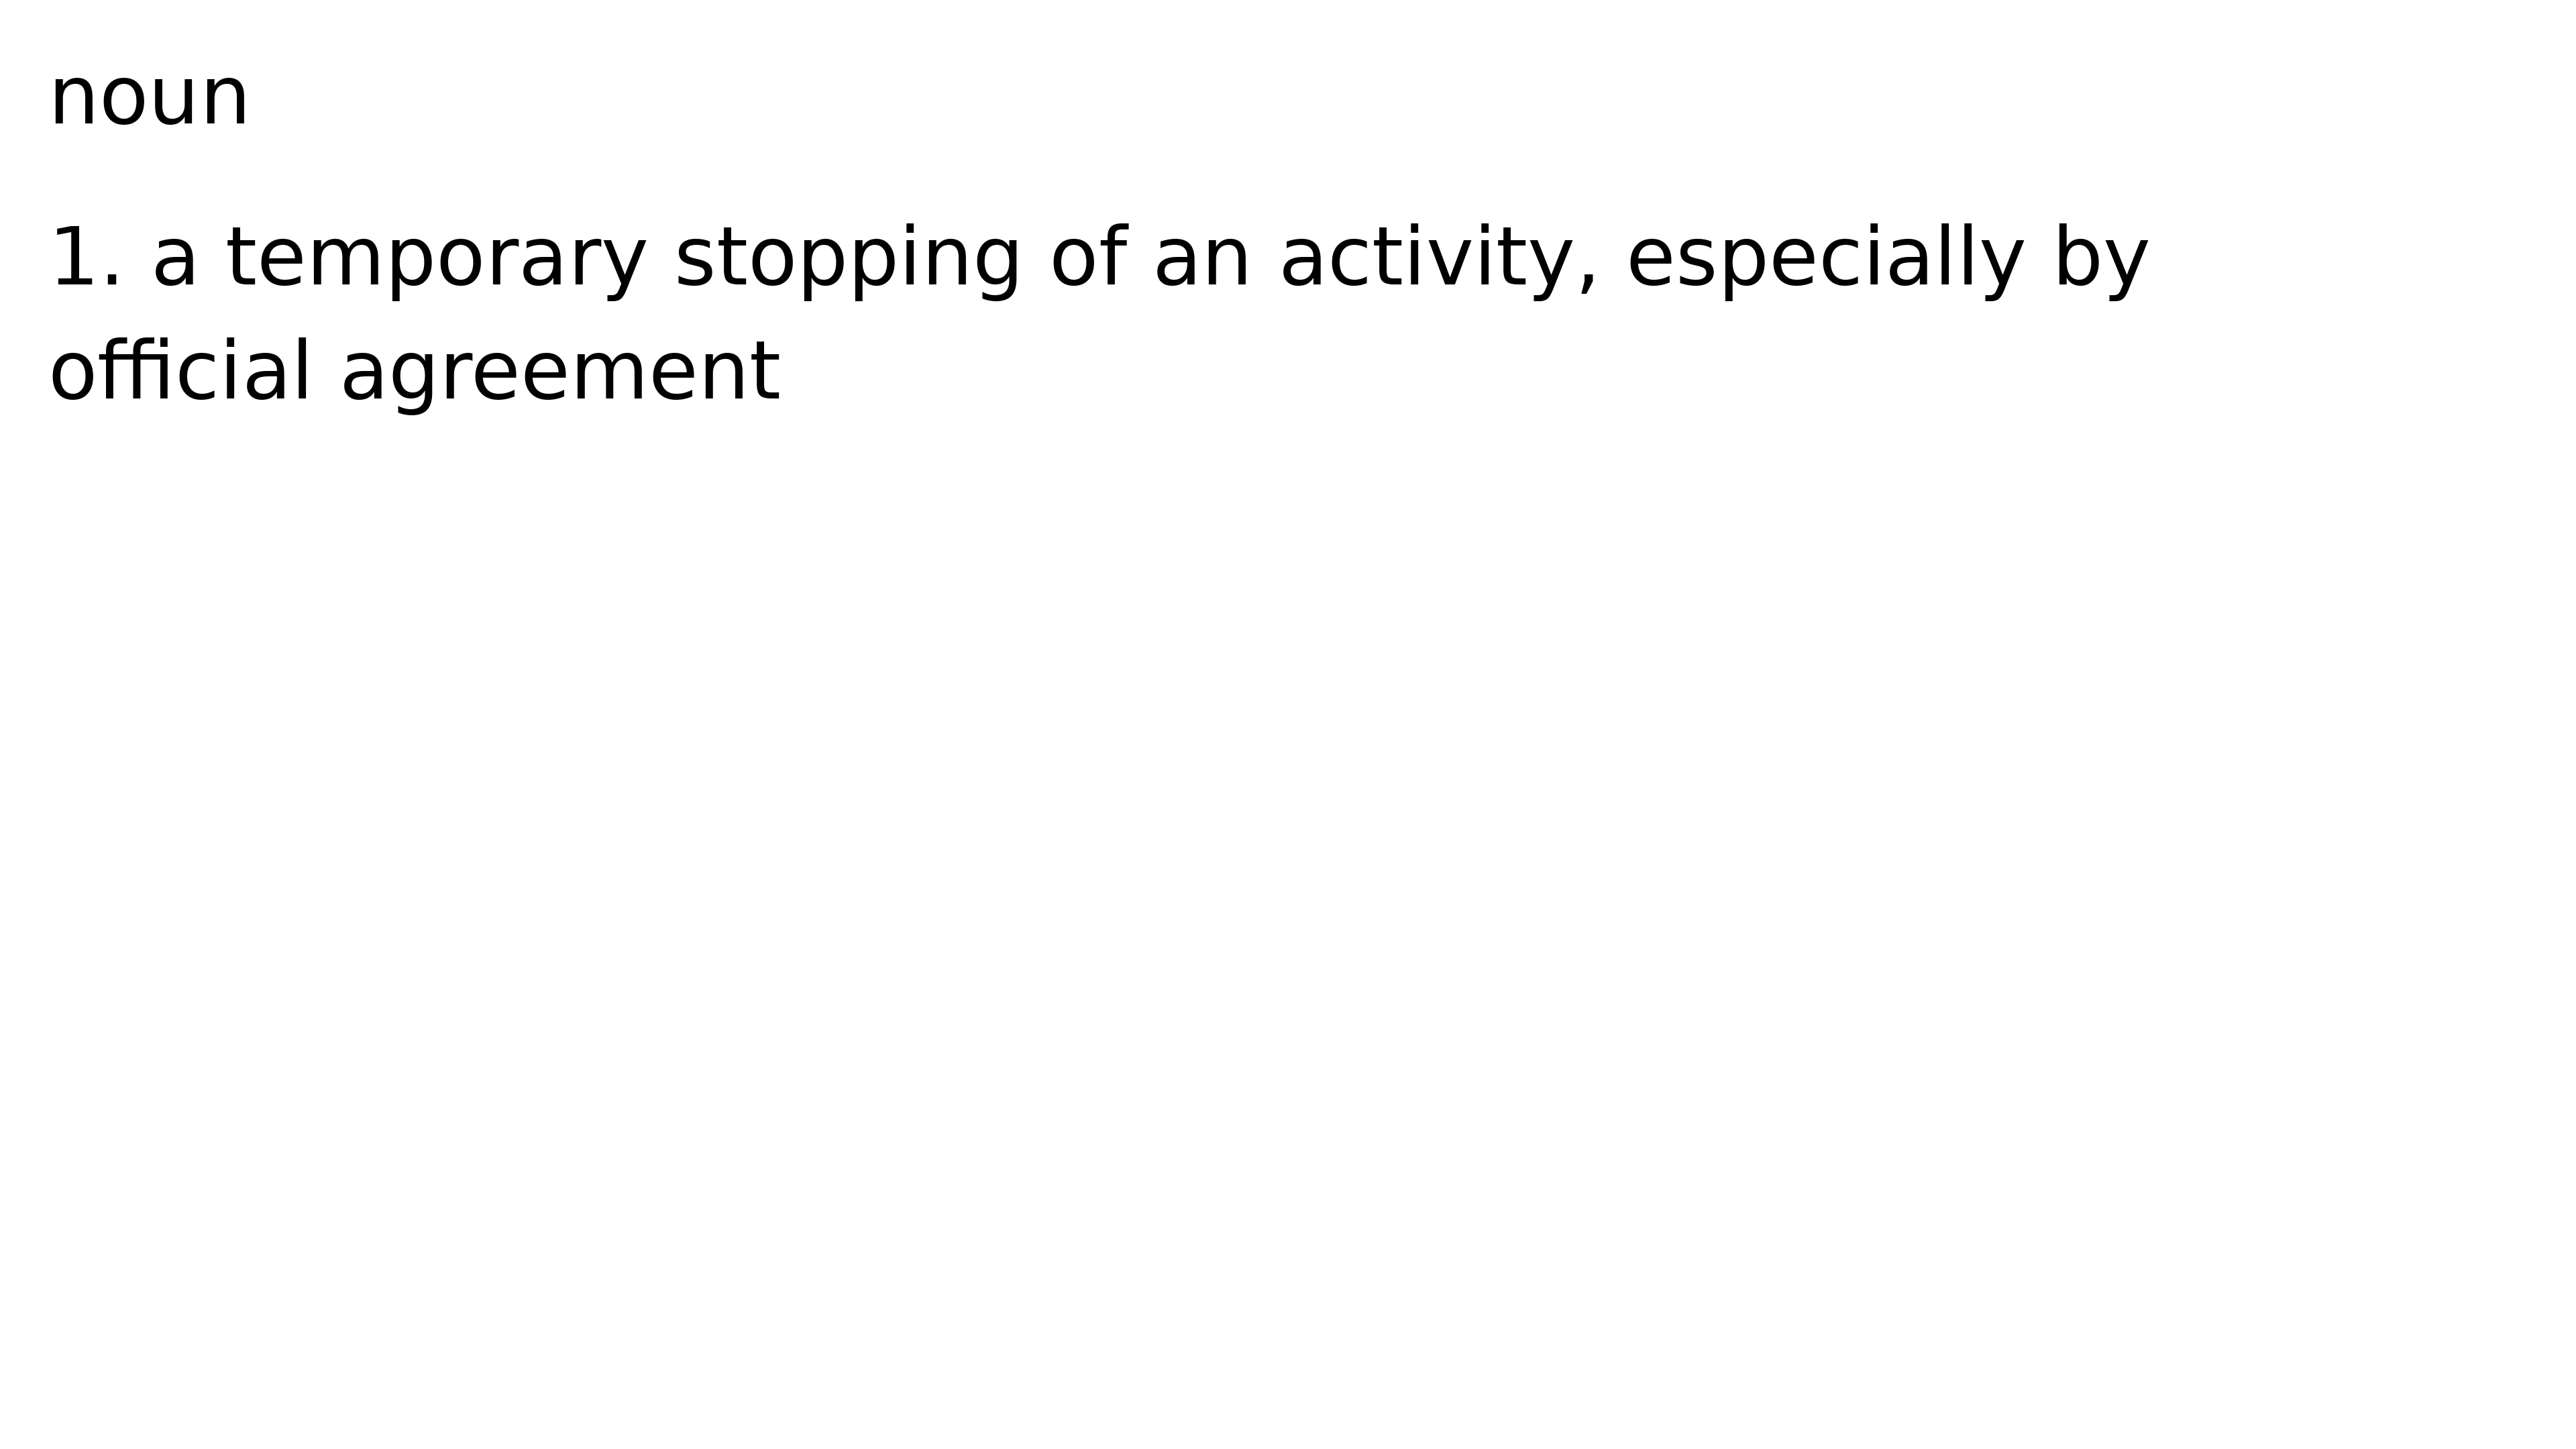 noun
1. a temporary stopping of an activity, especially by
official agreement